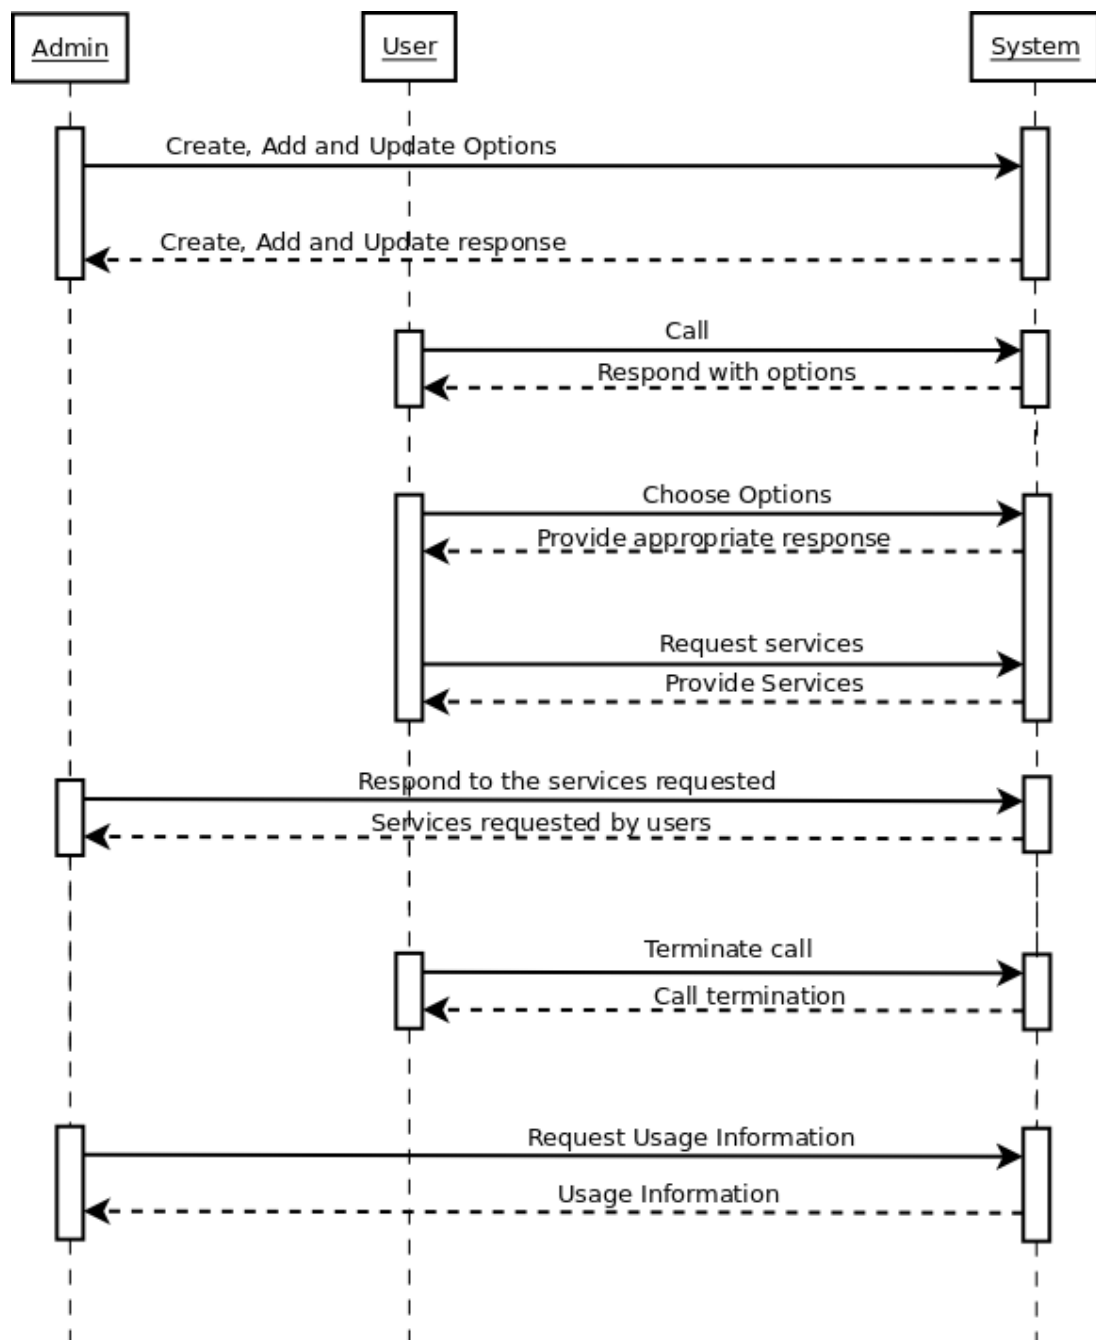 Admin
User
System
Create, Add and Update Options
Create, Add and Update response
Call
Respond with options
Choose Options
Provide appropriate response
Request services
Provide Services
Respond to the services requested
Services requested by users
Terminate call
Call termination
Request Usage Information
Usage Information